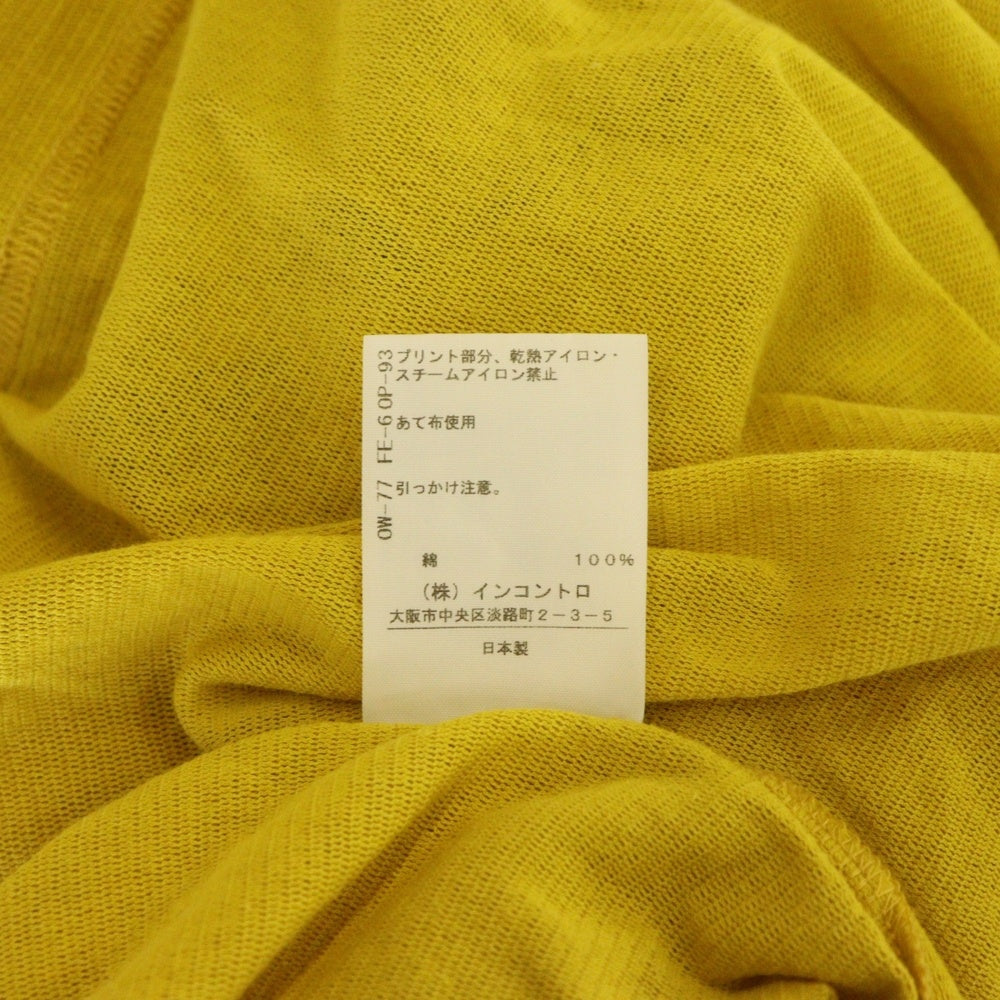 プリント部分、乾熱アイロン・
スチームアイロン禁止
あて布使用
引っかけ注意。
OW-77 FE-6 OP-93
綿 100%
(株)インコントロ
大阪市中央区淡路町2-3-5
日本製